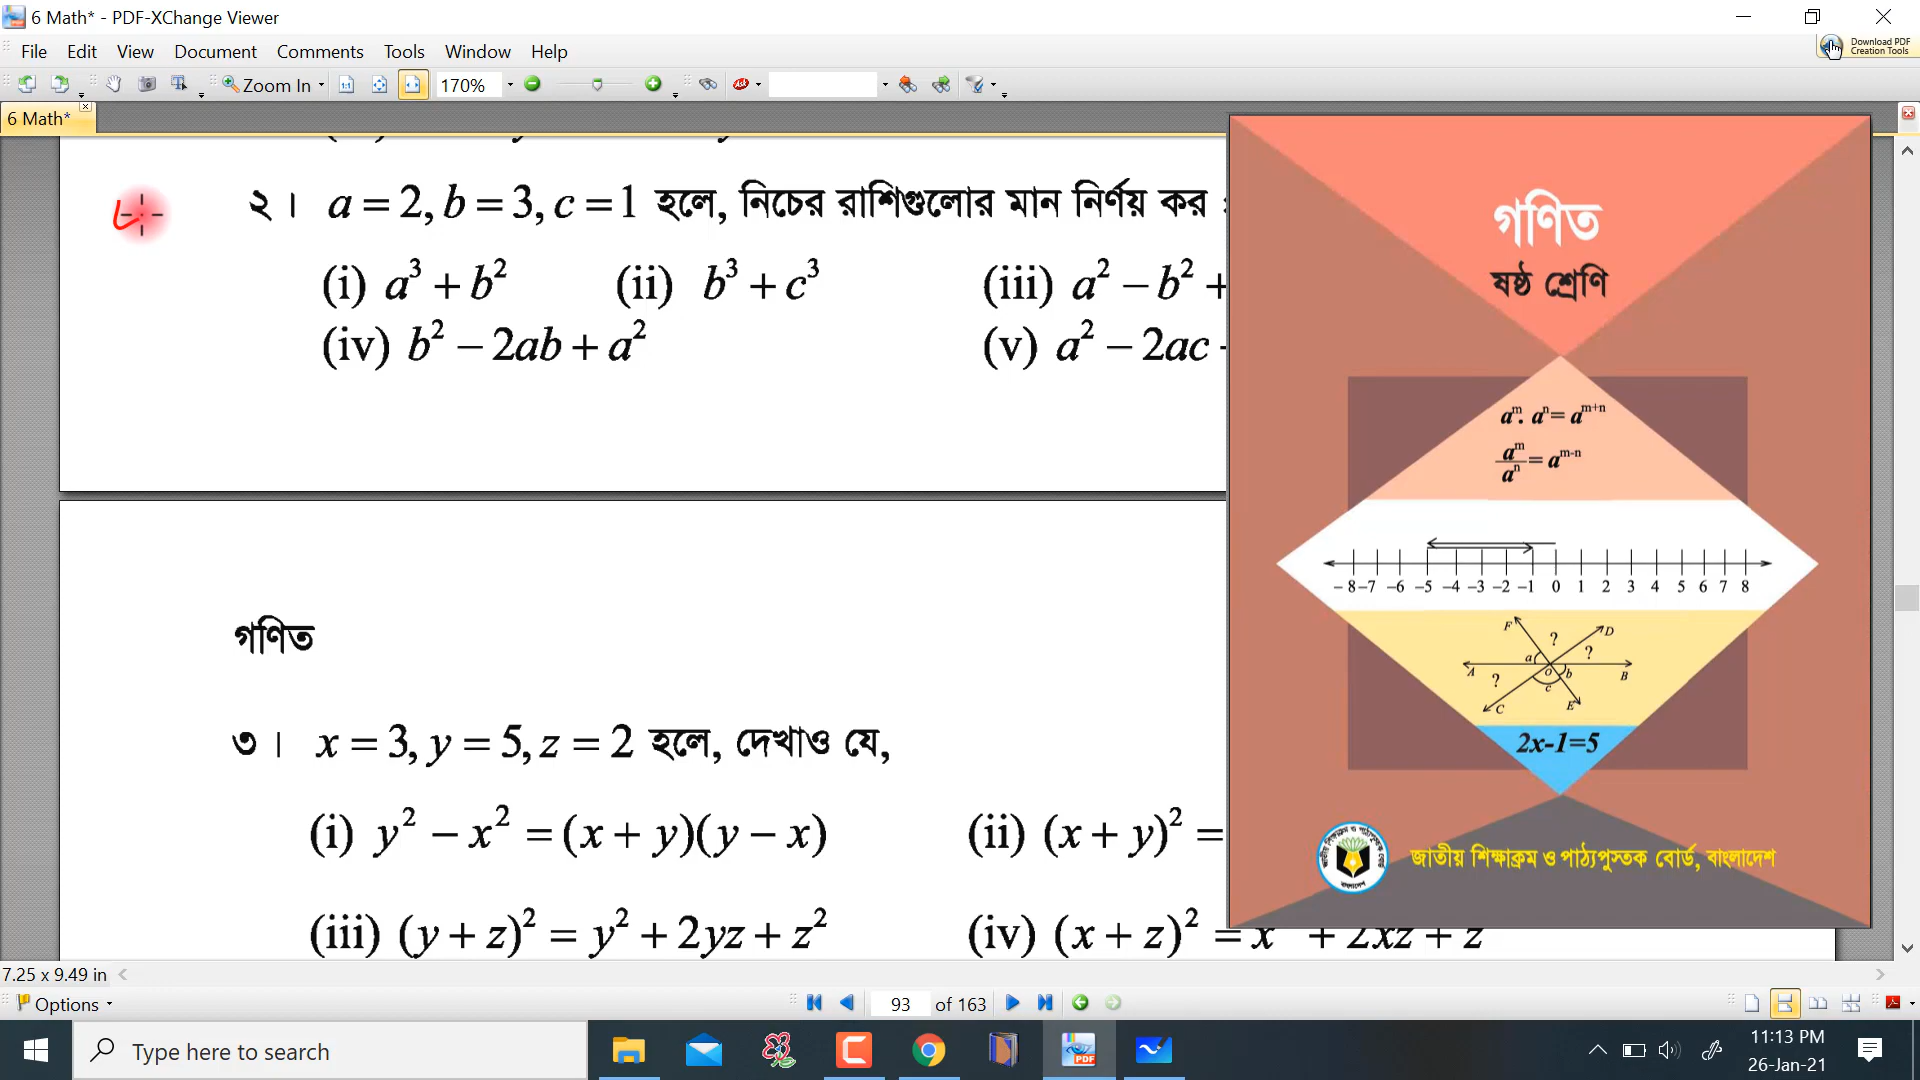 6 Math* - PDF-XChange Viewer
File Edit View Document Comments Tools Window Help
Download PDF Creation Tools
Zoom In 170%
6 Math*
২। a = 2, b = 3, c = 1 হলে, নিচের রাশিগুলোর মান নির্ণয় কর :
(i) a³ + b² (ii) b³ + c³ (iii) a² − b² +
(iv) b² − 2ab + a² (v) a² − 2ac
গণিত
৩। x = 3, y = 5, z = 2 হলে, দেখাও যে,
(i) y² − x² = (x + y)(y − x) (ii) (x + y)² =
(iii) (y + z)² = y² + 2yz + z² (iv) (x + z)² = x + 2xz + z
গণিত
ষষ্ঠ শ্রেণি
aᵐ. aⁿ = aᵐ⁺ⁿ
aᵐ/aⁿ = aᵐ⁻ⁿ
-8 -7 -6 -5 -4 -3 -2 -1 0 1 2 3 4 5 6 7 8
F ? D
a ?
A O b B
? c
C E
2x-1=5
জাতীয় শিক্ষাক্রম ও পাঠ্যপুস্তক বোর্ড, বাংলাদেশ
7.25 x 9.49 in
Options 93 of 163
Type here to search
11:13 PM
26-Jan-21